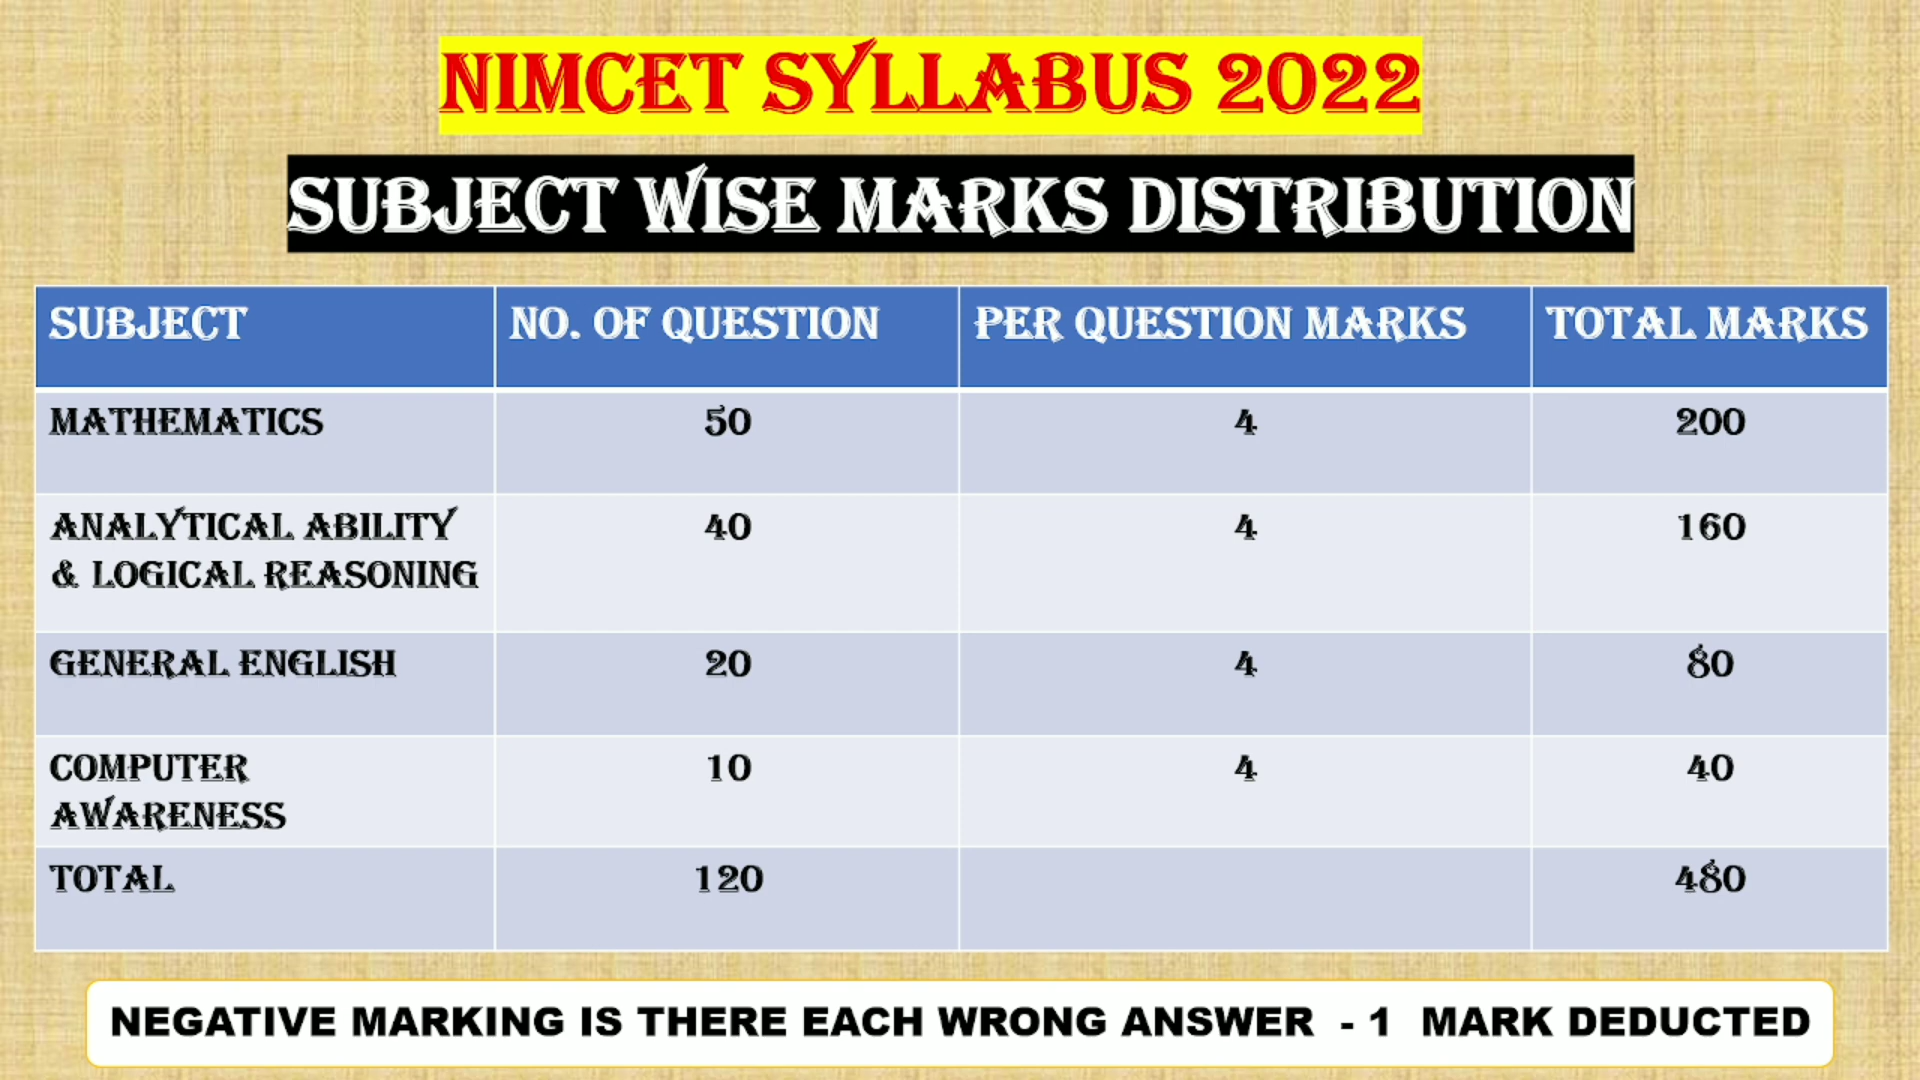 NIMCET SYLLABUS 2022
SUBJECT WISE MARKS DISTRIBUTION
SUBJECT NO. OF QUESTION PER QUESTION MARKS TOTAL MARKS
MATHEMATICS 50 4 200
ANALYTICAL ABILITY 40 4 160
& LOGICAL REASONING
GENERAL ENGLISH 20 4 80
COMPUTER 10 4 40
AWARENESS
TOTAL 120 480
NEGATIVE MARKING IS THERE EACH WRONG ANSWER - 1 MARK DEDUCTED